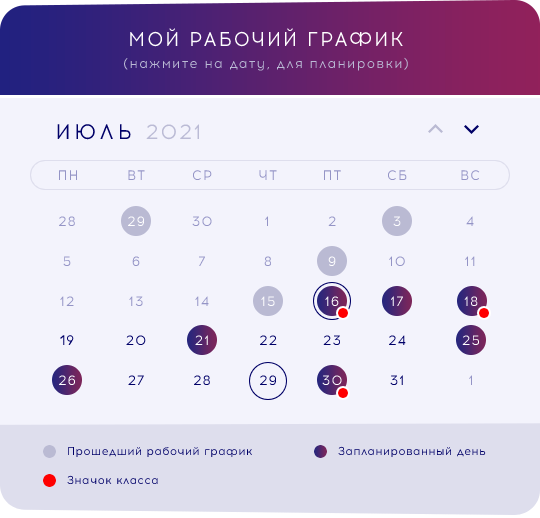 МОЙ РАБОЧИЙ ГРАФИК
(нажмите на дату, для планировки)
ИЮЛЬ 2021
ПН ВТ СР ЧТ ПТ СБ ВС
28 29 30 1 2 3 4
5 6 7 8 9 10 11
12 13 14 15 16 17 18
19 20 21 22 23 24 25
26 27 28 29 30 31 1
Прошедший рабочий график Запланированный день
Значок класса